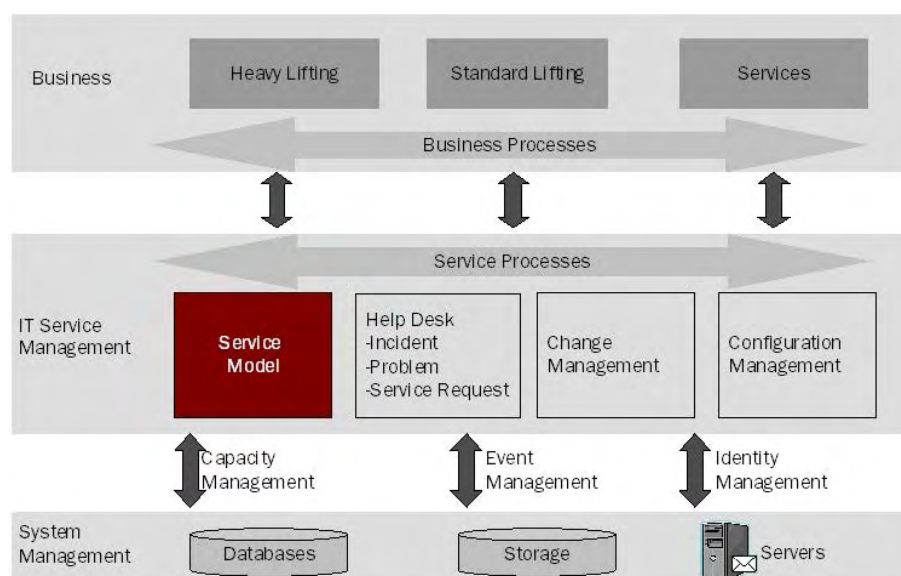 Business
Heavy Lifting
Standard Lifting
Services
Business Processes
Service Processes
IT Service
Management
Service
Model
Help Desk
-Incident
-Problem
-Service Request
Change
Management
Configuration
Management
Capacity
Management
Event
Management
Identity
Management
System
Management
Databases
Storage
Servers